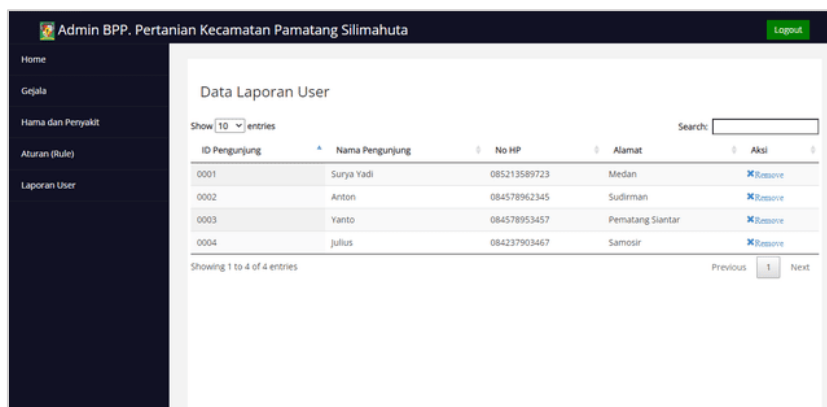 Admin BPP. Pertanian Kecamatan Pamatang Silimahuta
Logout
Home
Gejala
Hama dan Penyakit
Aturan (Rule)
Laporan User
Data Laporan User
Show 10 entries
Search:
ID Pengunjung Nama Pengunjung No HP Alamat Aksi
0001 Surya Yadi 085213589723 Medan Remove
0002 Anton 084578962345 Sudirman Remove
0003 Yanto 084578953457 Pematang Siantar Remove
0004 Julius 084237903467 Samosir Remove
Showing 1 to 4 of 4 entries
Previous 1 Next